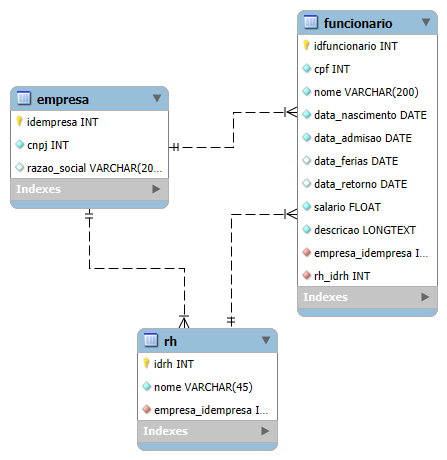 empresa
idempresa INT
cnpj INT
razao_social VARCHAR(20...
Indexes
funcionario
idfuncionario INT
cpf INT
nome VARCHAR(200)
data_nascimento DATE
data_admisao DATE
data_ferias DATE
data_retorno DATE
salario FLOAT
descricao LONGTEXT
empresa_idempresa I...
rh_idrh INT
Indexes
rh
idrh INT
nome VARCHAR(45)
empresa_idempresa I...
Indexes